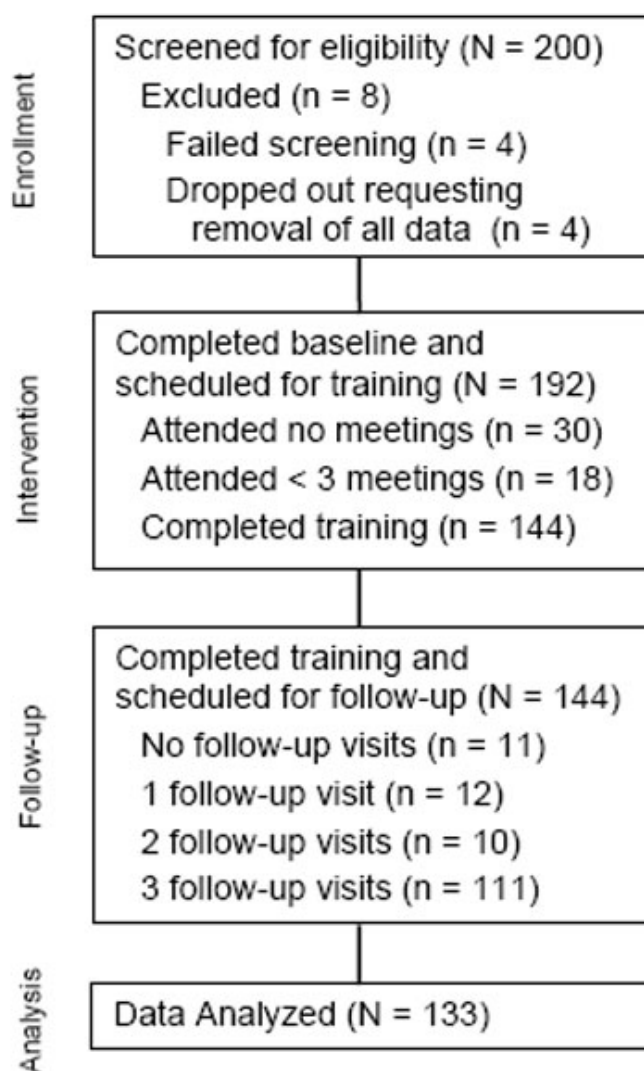 Enrollment
Screened for eligibility (N = 200)
Excluded (n = 8)
Failed screening (n = 4)
Dropped out requesting
removal of all data (n = 4)
Intervention
Completed baseline and
scheduled for training (N = 192)
Attended no meetings (n = 30)
Attended < 3 meetings (n = 18)
Completed training (n = 144)
Follow-up
Completed training and
scheduled for follow-up (N = 144)
No follow-up visits (n = 11)
1 follow-up visit (n = 12)
2 follow-up visits (n = 10)
3 follow-up visits (n = 111)
Analysis
Data Analyzed (N = 133)